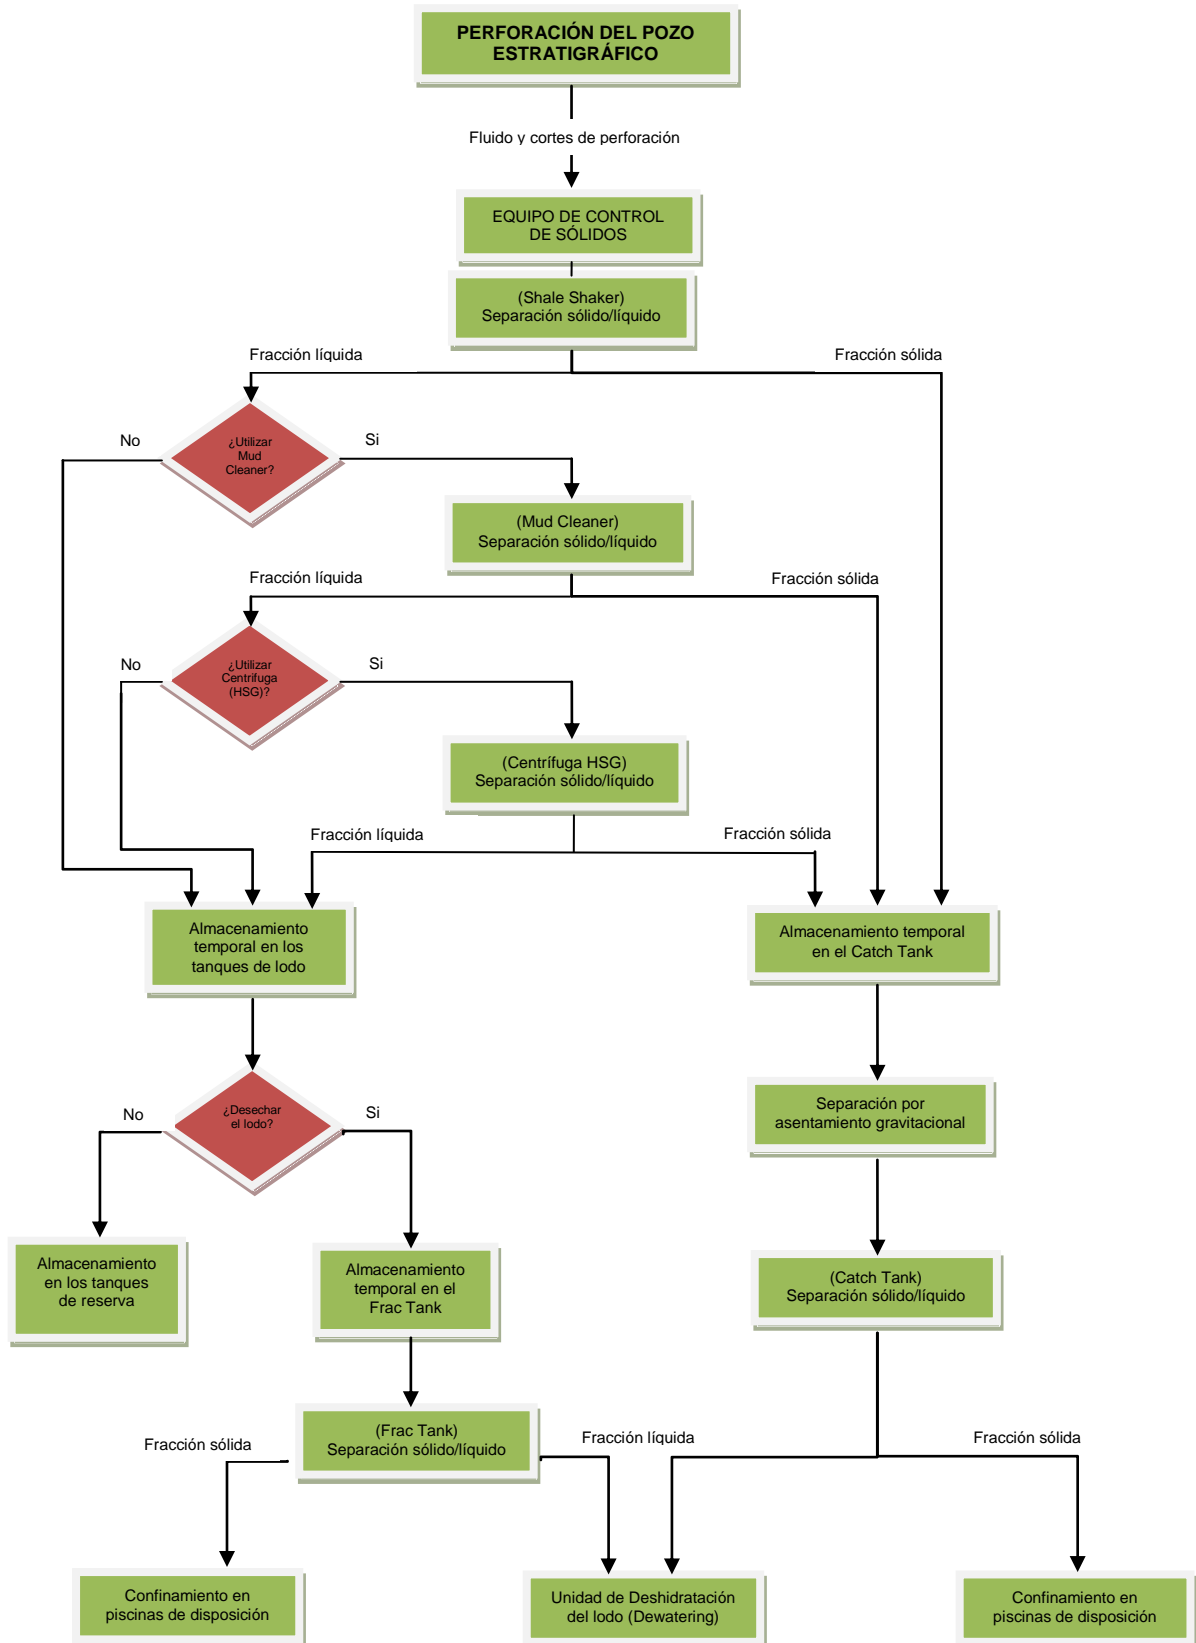 PERFORACIÓN DEL POZO
ESTRATIGRÁFICO
Fluido y cortes de perforación
EQUIPO DE CONTROL
DE SÓLIDOS
(Shale Shaker)
Separación sólido/líquido
Fracción líquida
Fracción sólida
¿Utilizar
Mud
Cleaner?
No
Si
(Mud Cleaner)
Separación sólido/líquido
Fracción líquida
Fracción sólida
¿Utilizar
Centrifuga
(HSG)?
No
Si
(Centrífuga HSG)
Separación sólido/líquido
Fracción líquida
Fracción sólida
Almacenamiento
temporal en los
tanques de lodo
Almacenamiento temporal
en el Catch Tank
¿Desechar
el lodo?
No
Si
Separación por
asentamiento gravitacional
Almacenamiento
en los tanques
de reserva
Almacenamiento
temporal en el
Frac Tank
(Catch Tank)
Separación sólido/líquido
(Frac Tank)
Separación sólido/líquido
Fracción sólida
Fracción líquida
Fracción sólida
Confinamiento en
piscinas de disposición
Unidad de Deshidratación
del lodo (Dewatering)
Confinamiento en
piscinas de disposición